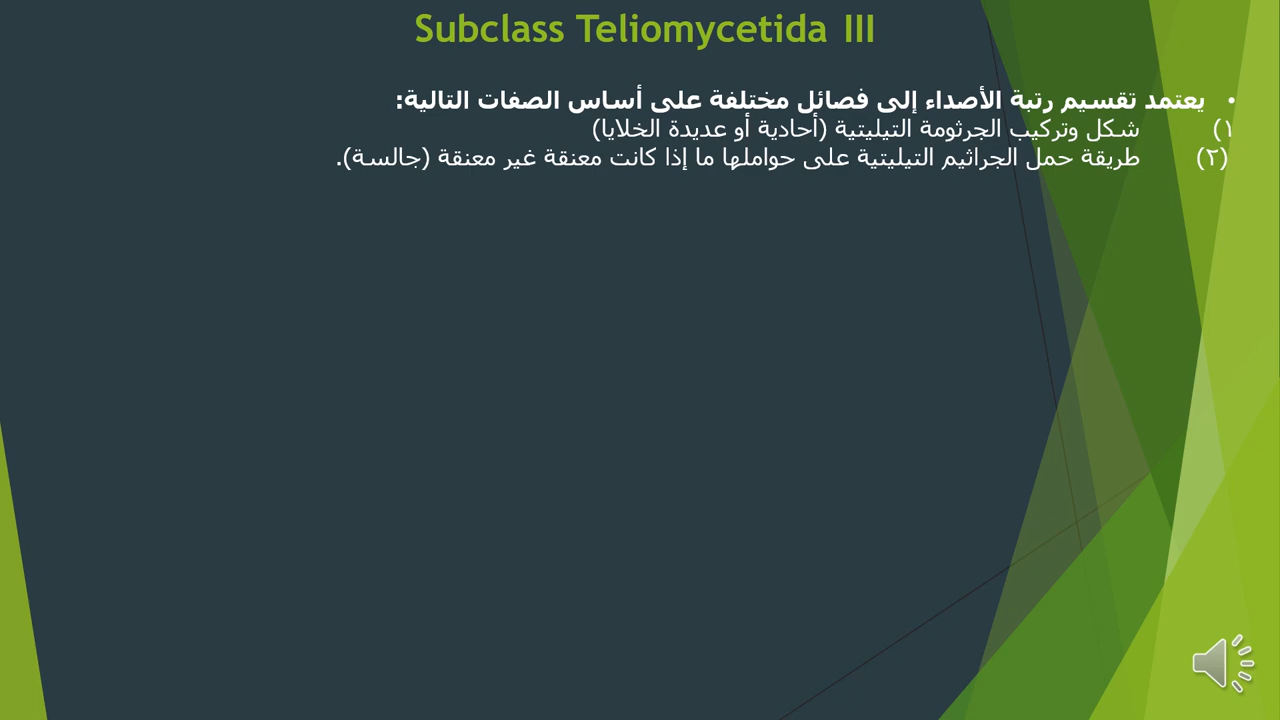 Subclass Teliomycetida III
• يعتمد تقسيم رتبة الأصداء إلى فصائل مختلفة على أساس الصفات التالية:
١) شكل وتركيب الجرثومة التيليتية (أحادية أو عديدة الخلايا)
(٢) طريقة حمل الجراثيم التيليتية على حواملها ما إذا كانت معنقة غير معنقة (جالسة).